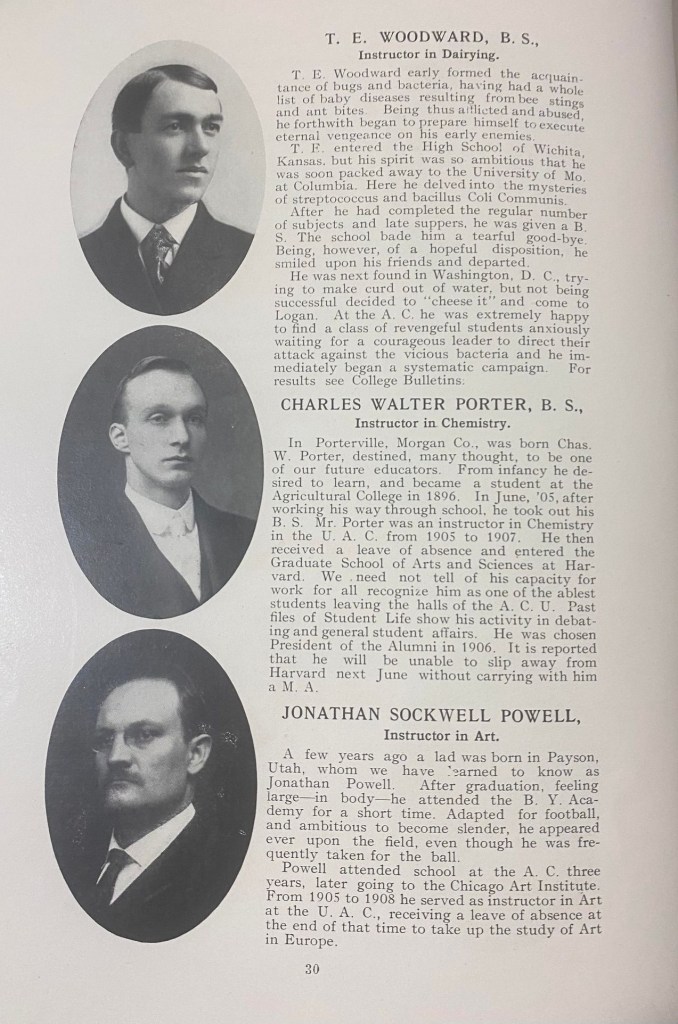 T. E. WOODWARD, B. S.,
Instructor in Dairying.
T. E. Woodward early formed the acquain-
tance of bugs and bacteria, having had a whole
list of baby diseases resulting from bee stings
and ant bites. Being thus afflicted and abused,
he forthwith began to prepare himself to execute
eternal vengeance on his early enemies.
T. E. entered the High School of Wichita,
Kansas, but his spirit was so ambitious that he
was soon packed away to the University of Mo.
at Columbia. Here he delved into the mysteries
of streptococcus and bacillus Coli Communis.
After he had completed the regular number
of subjects and late suppers, he was given a B.
S. The school bade him a tearful good-bye.
Being, however, of a hopeful disposition, he
smiled upon his friends and departed.
He was next found in Washington, D. C., try-
ing to make curd out of water, but not being
successful decided to "cheese it" and come to
Logan. At the A. C. he was extremely happy
to find a class of revengeful students anxiously
waiting for a courageous leader to direct their
attack against the vicious bacteria and he im-
mediately began a systematic campaign. For
results see College Bulletins.
CHARLES WALTER PORTER, B. S.,
Instructor in Chemistry.
In Porterville, Morgan Co., was born Chas.
W. Porter, destined, many thought, to be one
of our future educators. From infancy he de-
sired to learn, and became a student at the
Agricultural College in 1896. In June, '05, after
working his way through school, he took out his
B. S. Mr. Porter was an instructor in Chemistry
in the U. A. C. from 1905 to 1907. He then
received a leave of absence and entered the
Graduate School of Arts and Sciences at Har-
vard. We need not tell of his capacity for
work for all recognize him as one of the ablest
students leaving the halls of the A. C. U. Past
files of Student Life show his activity in debat-
ing and general student affairs. He was chosen
President of the Alumni in 1906. It is reported
that he will be unable to slip away from
Harvard next June without carrying with him
a M. A.
JONATHAN SOCKWELL POWELL,
Instructor in Art.
A few years ago a lad was born in Payson,
Utah, whom we have learned to know as
Jonathan Powell. After graduation, feeling
large—in body—he attended the B. Y. Aca-
demy for a short time. Adapted for football,
and ambitious to become slender, he appeared
ever upon the field, even though he was fre-
quently taken for the ball.
Powell attended school at the A. C. three
years, later going to the Chicago Art Institute.
From 1905 to 1908 he served as instructor in Art
at the U. A. C., receiving a leave of absence at
the end of that time to take up the study of Art
in Europe.
30